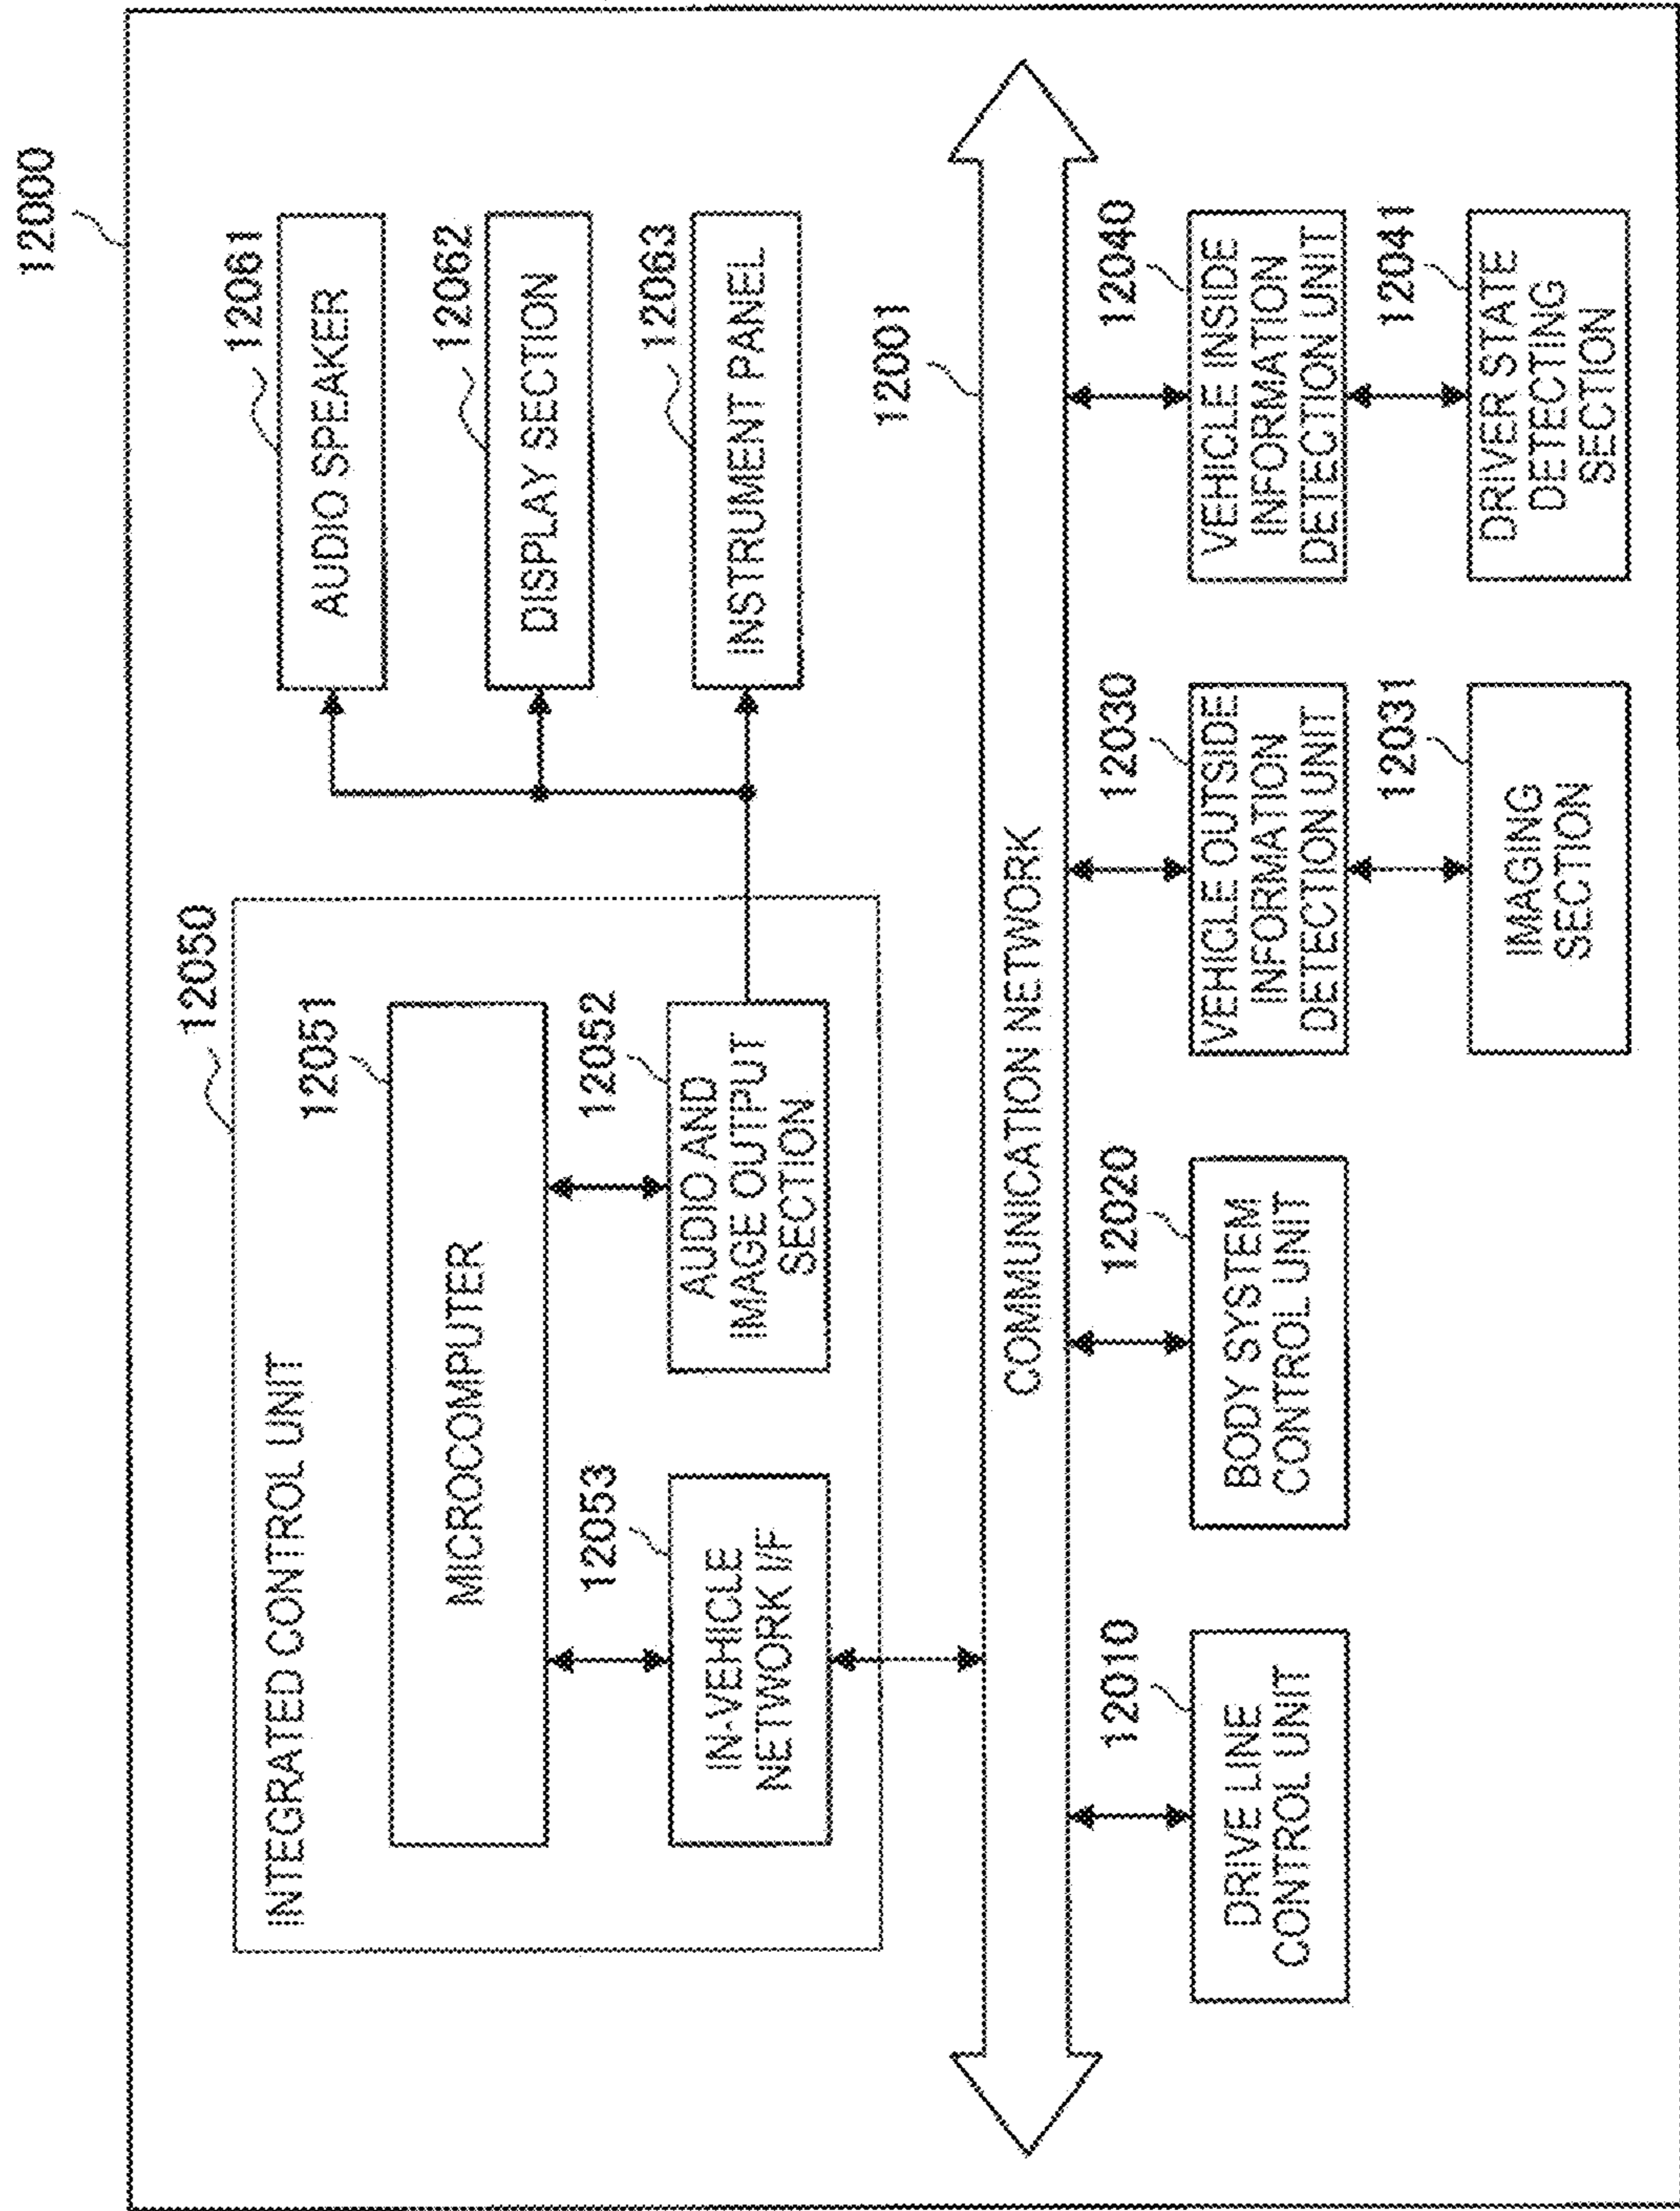 12000
12050
INTEGRATED CONTROL UNIT
12051
MICROCOMPUTER
12053
IN-VEHICLE
NETWORK I/F
12052
AUDIO AND
IMAGE OUTPUT
SECTION
12061
AUDIO SPEAKER
12062
DISPLAY SECTION
12063
INSTRUMENT PANEL
12001
COMMUNICATION NETWORK
12010
DRIVE LINE
CONTROL UNIT
12020
BODY SYSTEM
CONTROL UNIT
12030
VEHICLE OUTSIDE
INFORMATION
DETECTION UNIT
12031
IMAGING
SECTION
12040
VEHICLE INSIDE
INFORMATION
DETECTION UNIT
12041
DRIVER STATE
DETECTING
SECTION